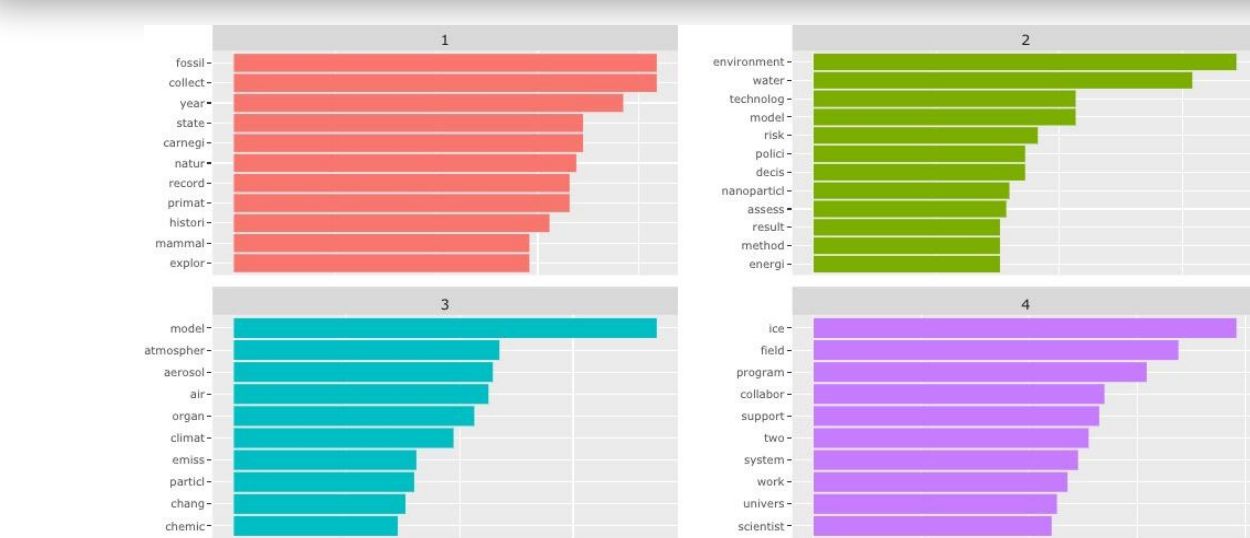 1
fossil
collect
year
state
carnegi
natur
record
primat
histori
mammal
explor
2
environment
water
technolog
model
risk
polici
decis
nanoparticl
assess
result
method
energi
3
model
atmospher
aerosol
air
organ
climat
emiss
particl
chang
chemic
4
ice
field
program
collabor
support
two
system
work
univers
scientist